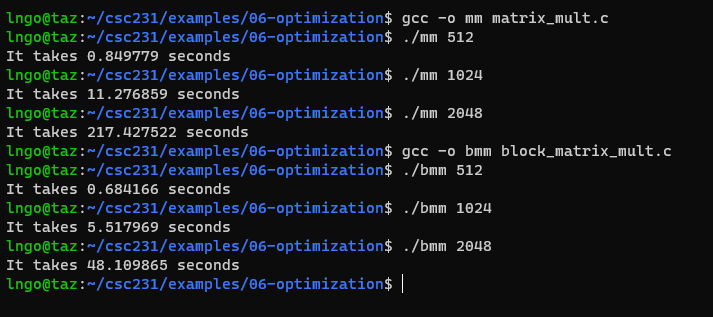 lngo@taz:~/csc231/examples/06-optimization$ gcc -o mm matrix_mult.c
lngo@taz:~/csc231/examples/06-optimization$ ./mm 512
It takes 0.849779 seconds
lngo@taz:~/csc231/examples/06-optimization$ ./mm 1024
It takes 11.276859 seconds
lngo@taz:~/csc231/examples/06-optimization$ ./mm 2048
It takes 217.427522 seconds
lngo@taz:~/csc231/examples/06-optimization$ gcc -o bmm block_matrix_mult.c
lngo@taz:~/csc231/examples/06-optimization$ ./bmm 512
It takes 0.684166 seconds
lngo@taz:~/csc231/examples/06-optimization$ ./bmm 1024
It takes 5.517969 seconds
lngo@taz:~/csc231/examples/06-optimization$ ./bmm 2048
It takes 48.109865 seconds
lngo@taz:~/csc231/examples/06-optimization$